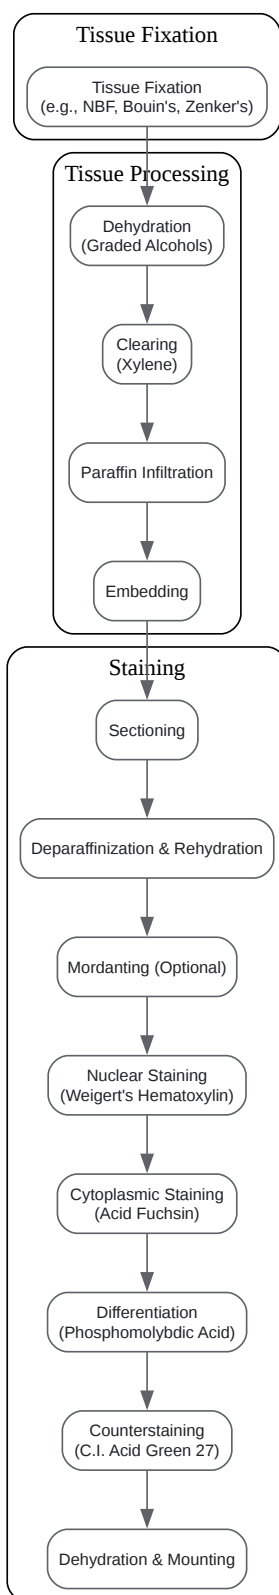 Tissue Fixation
Tissue Fixation
(e.g., NBF, Bouin's, Zenker's)
Tissue Processing
Dehydration
(Graded Alcohols)
Clearing
(Xylene)
Paraffin Infiltration
Embedding
Staining
Sectioning
Deparaffinization & Rehydration
Mordanting (Optional)
Nuclear Staining
(Weigert's Hematoxylin)
Cytoplasmic Staining
(Acid Fuchsin)
Differentiation
(Phosphomolybdic Acid)
Counterstaining
(C.I. Acid Green 27)
Dehydration & Mounting